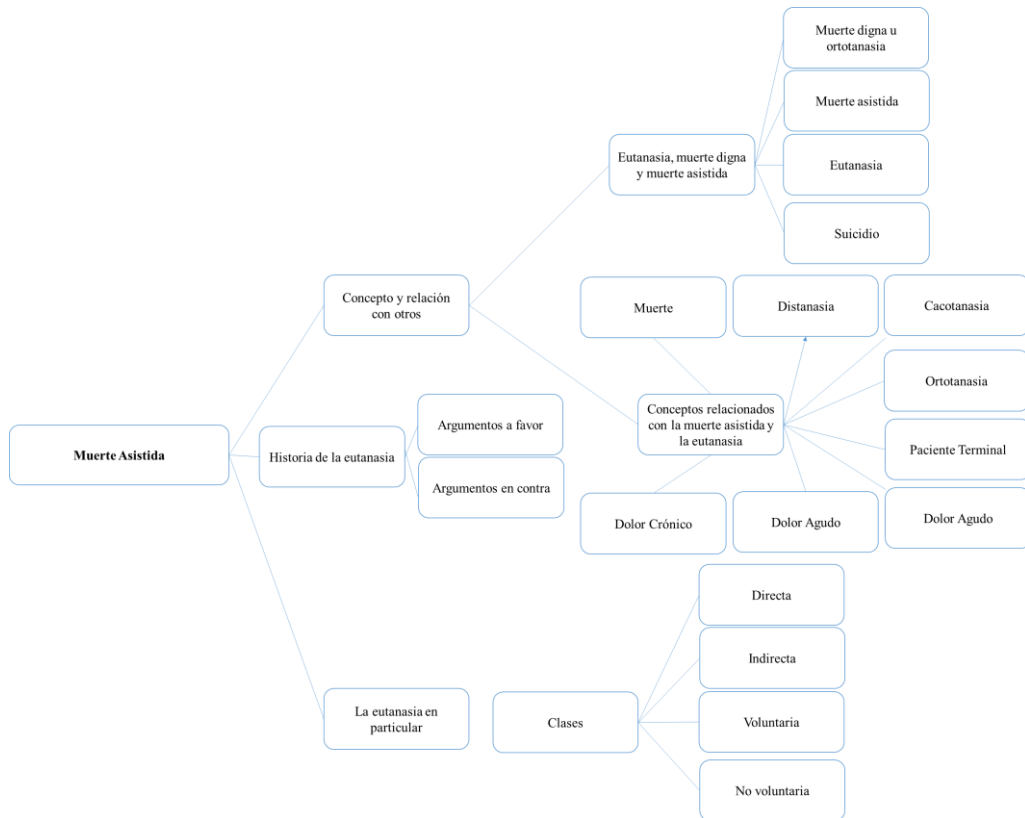 Muerte digna u
ortotanasia
Muerte asistida
Eutanasia, muerte digna
y muerte asistida
Eutanasia
Suicidio
Concepto y relación
con otros
Muerte
Distanasia
Cacotanasia
Ortotanasia
Conceptos relacionados
con la muerte asistida y
la eutanasia
Argumentos a favor
Muerte Asistida
Historia de la eutanasia
Paciente Terminal
Argumentos en contra
Dolor Crónico
Dolor Agudo
Dolor Agudo
Directa
Indirecta
La eutanasia en
particular
Clases
Voluntaria
No voluntaria